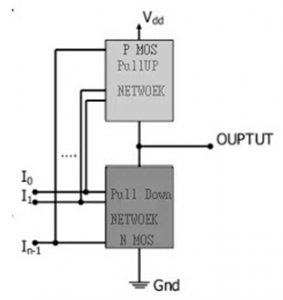 Vdd
P MOS
PullUP
NETWOEK
OUPTUT
....
I0
I1
Pull Down
NETWOEK
In-1
N MOS
Gnd